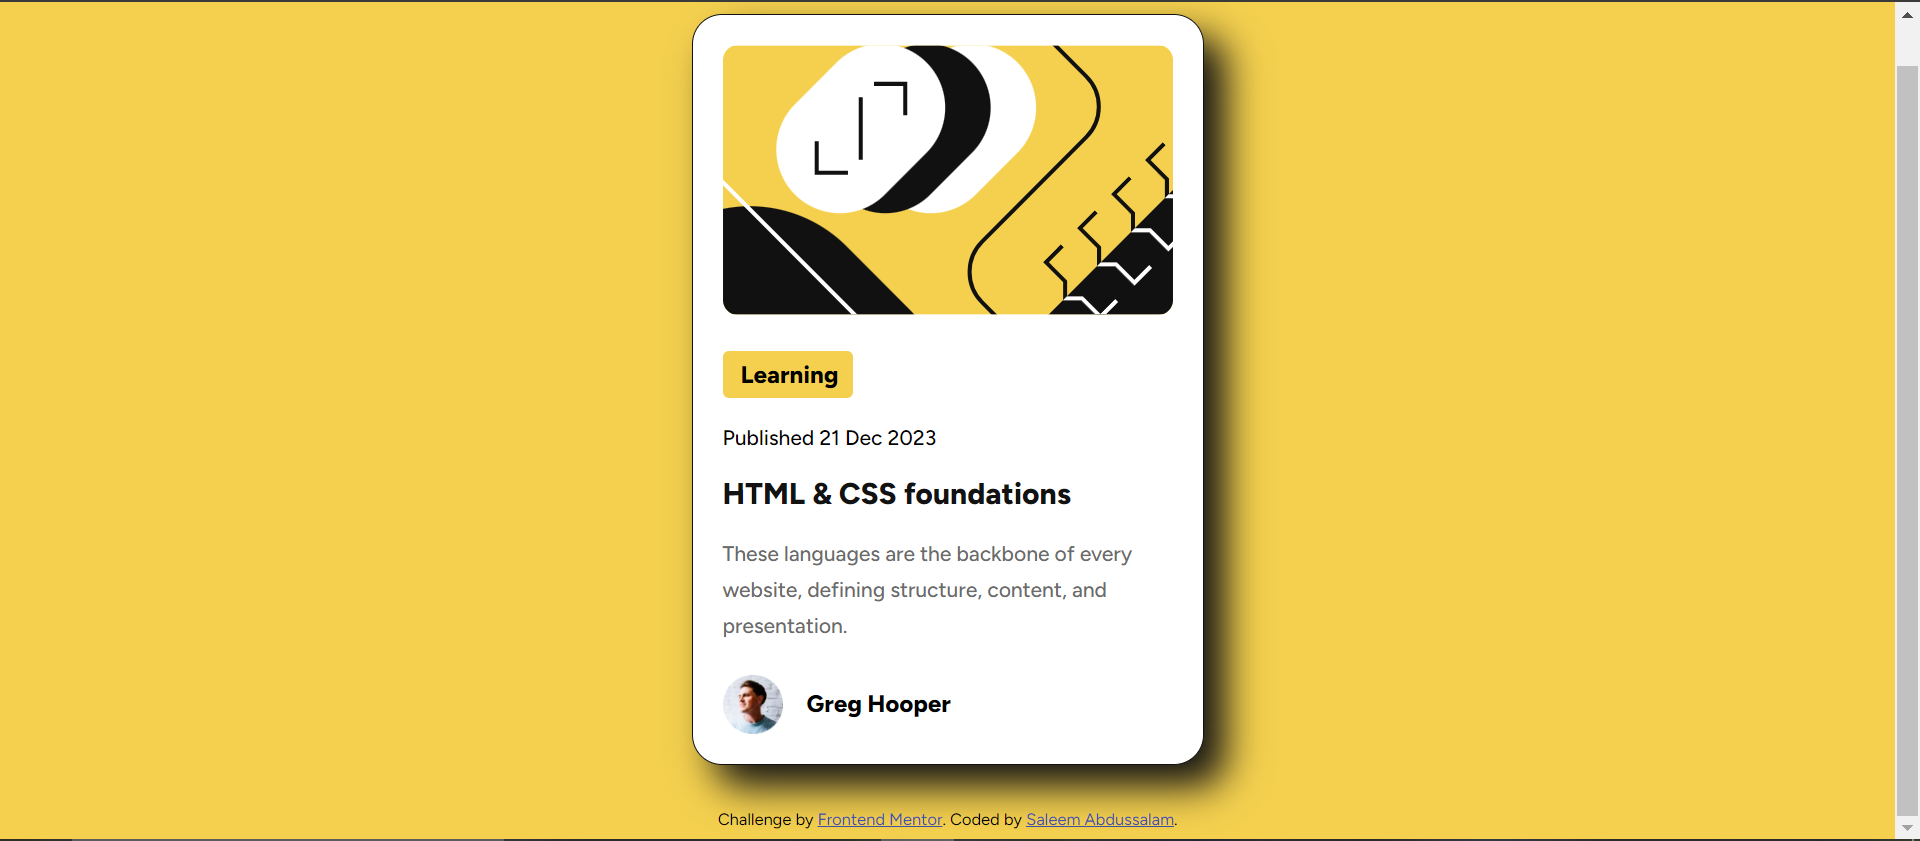 Learning
Published 21 Dec 2023
HTML & CSS foundations
These languages are the backbone of every
website, defining structure, content, and
presentation.
Greg Hooper
Challenge by Frontend Mentor. Coded by Saleem Abdussalam.